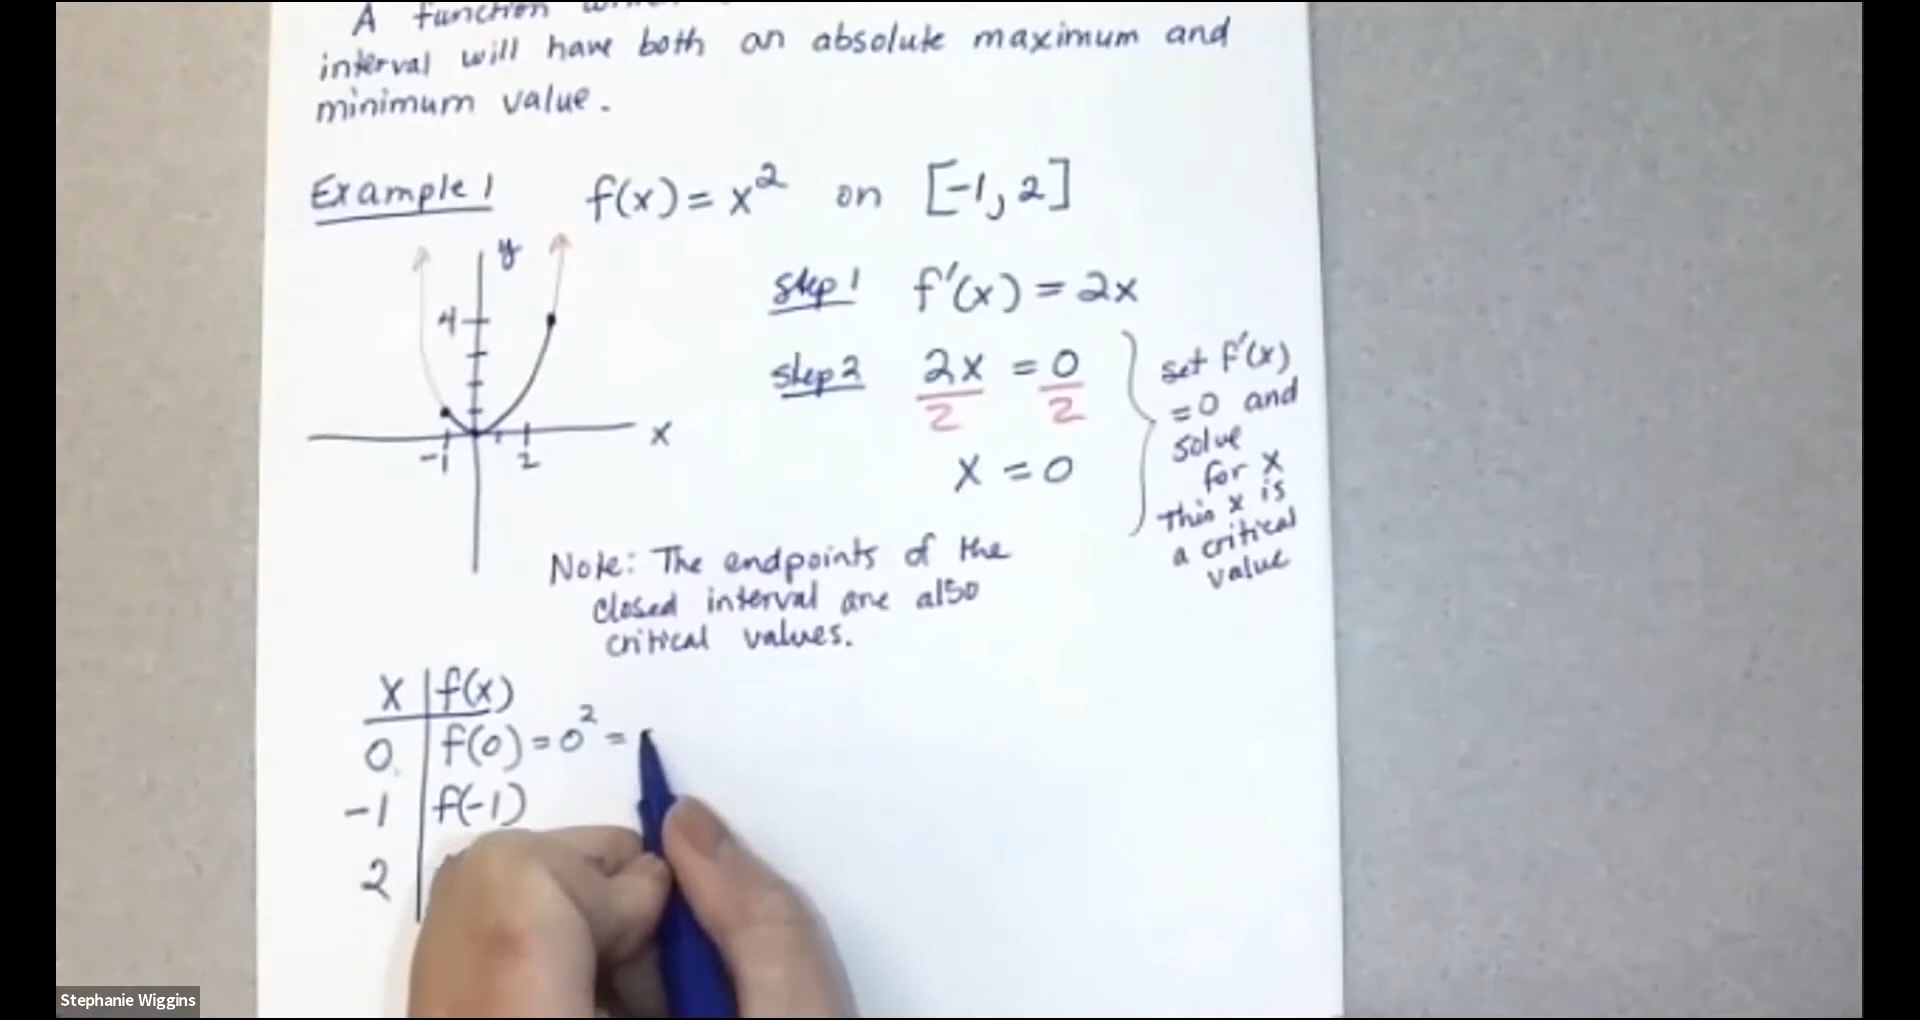 A function
interval will have both an absolute maximum and
minimum value.
Example 1 f(x) = x² on [-1, 2]
y
4
-1 2 x
Step 1 f'(x) = 2x
Step 2 2x = 0
2 2
x = 0
set f'(x)
= 0 and
solve
for x
This x is
a critical
value
Note: The endpoints of the
closed interval are also
critical values.
x f(x)
0 f(0) = 0² =
-1 f(-1)
2
Stephanie Wiggins